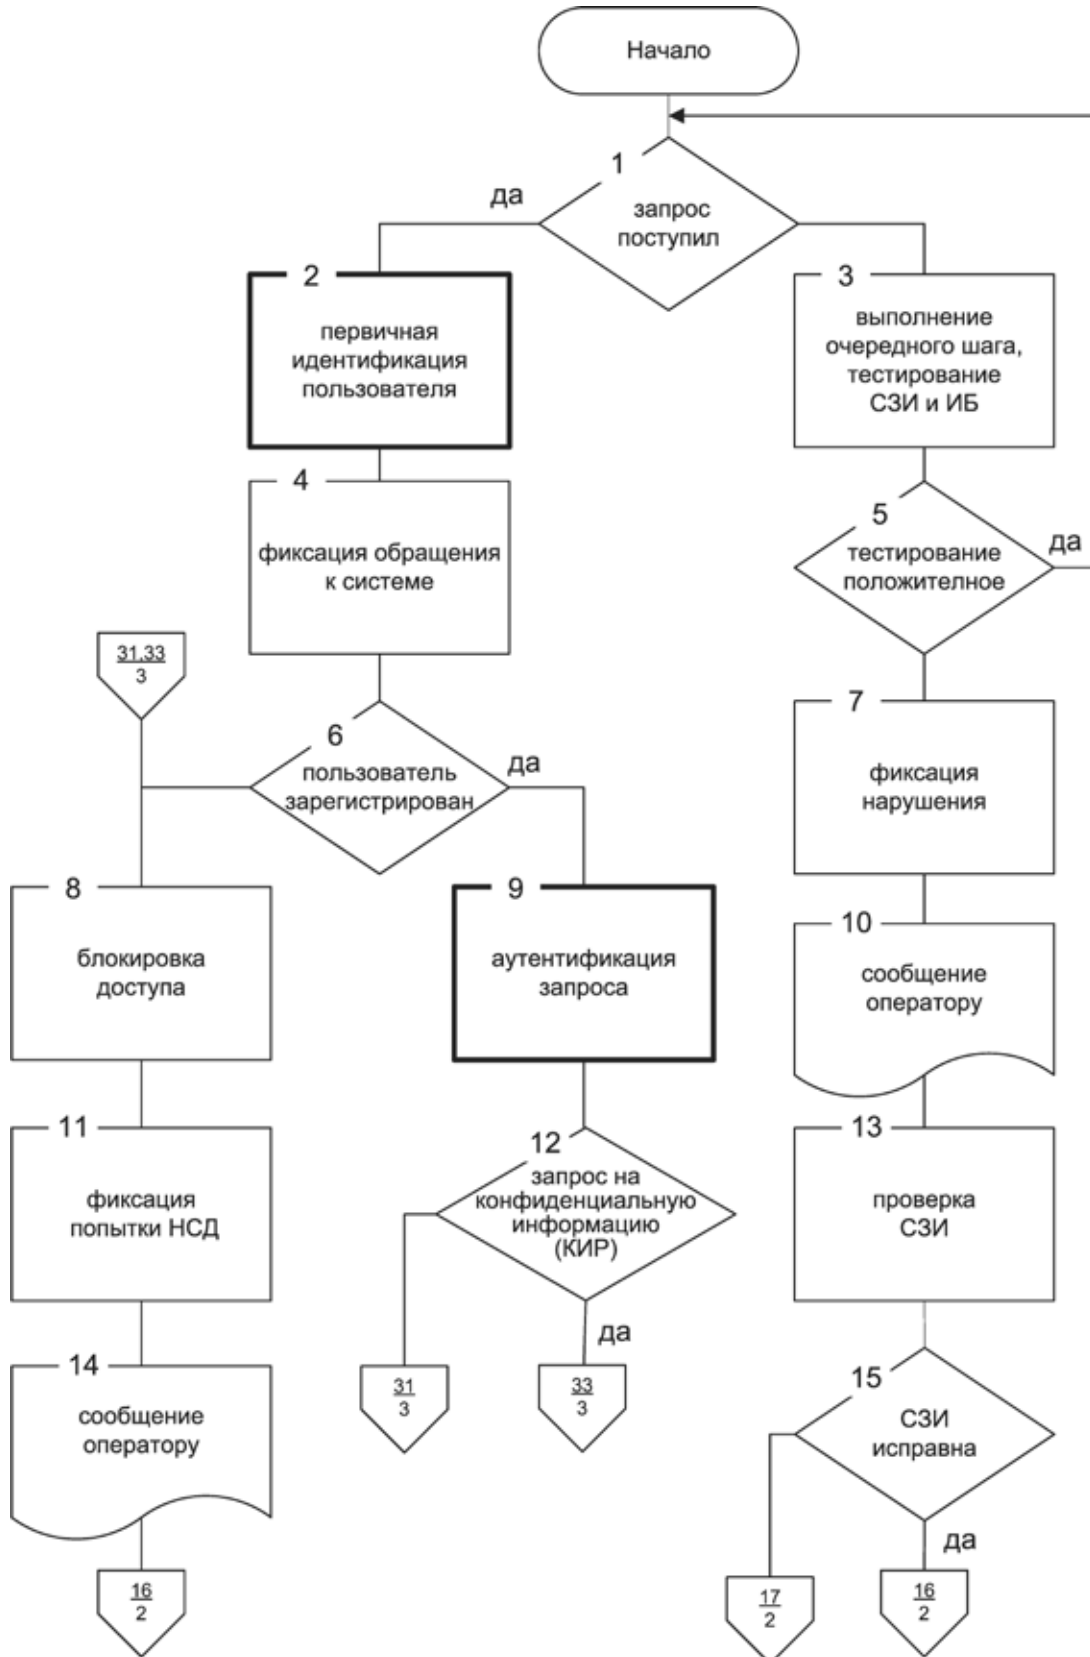 Начало
1
запрос
поступил
да
2
первичная
идентификация
пользователя
3
выполнение
очередного шага,
тестирование
СЗИ и ИБ
4
фиксация обращения
к системе
5
тестирование
положителное
да
31,33
3
6
пользователь
зарегистрирован
да
7
фиксация
нарушения
8
блокировка
доступа
9
аутентификация
запроса
10
сообщение
оператору
11
фиксация
попытки НСД
12
запрос на
конфиденциальную
информацию
(КИР)
да
13
проверка
СЗИ
14
сообщение
оператору
31
3
33
3
15
СЗИ
исправна
да
16
2
17
2
16
2